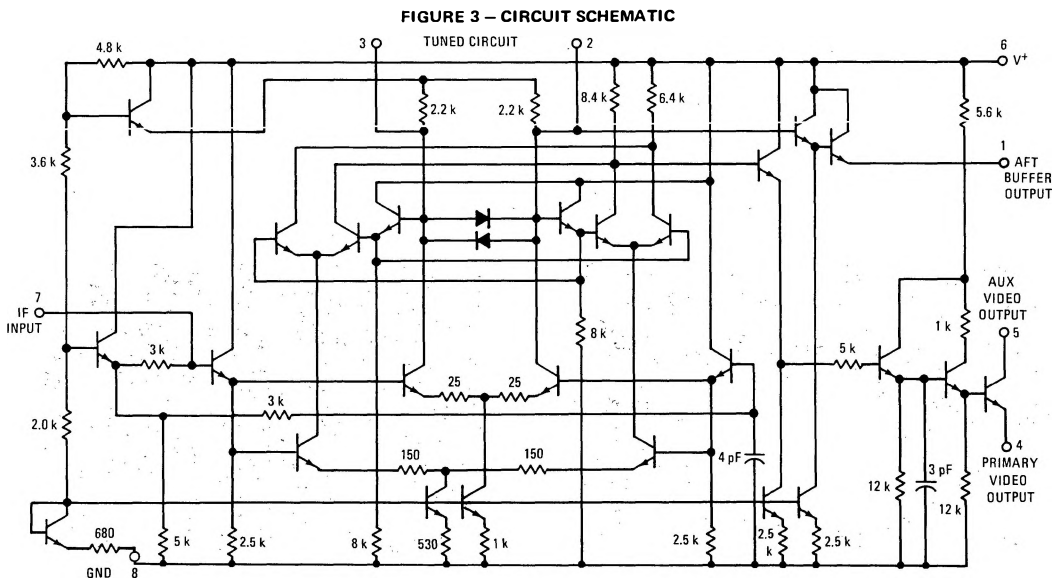 FIGURE 3 – CIRCUIT SCHEMATIC
3
TUNED CIRCUIT
2
4.8 k
6
V+
2.2 k
2.2 k
8.4 k
6.4 k
5.6 k
3.6 k
1
AFT
BUFFER
OUTPUT
7
IF
INPUT
AUX
VIDEO
OUTPUT
5
3 k
8 k
1 k
5 k
25
25
3 k
2.0 k
150
150
4 pF
4
PRIMARY
VIDEO
OUTPUT
12 k
3 pF
12 k
680
5 k
2.5 k
8 k
530
1 k
2.5 k
2.5
k
2.5 k
GND
8